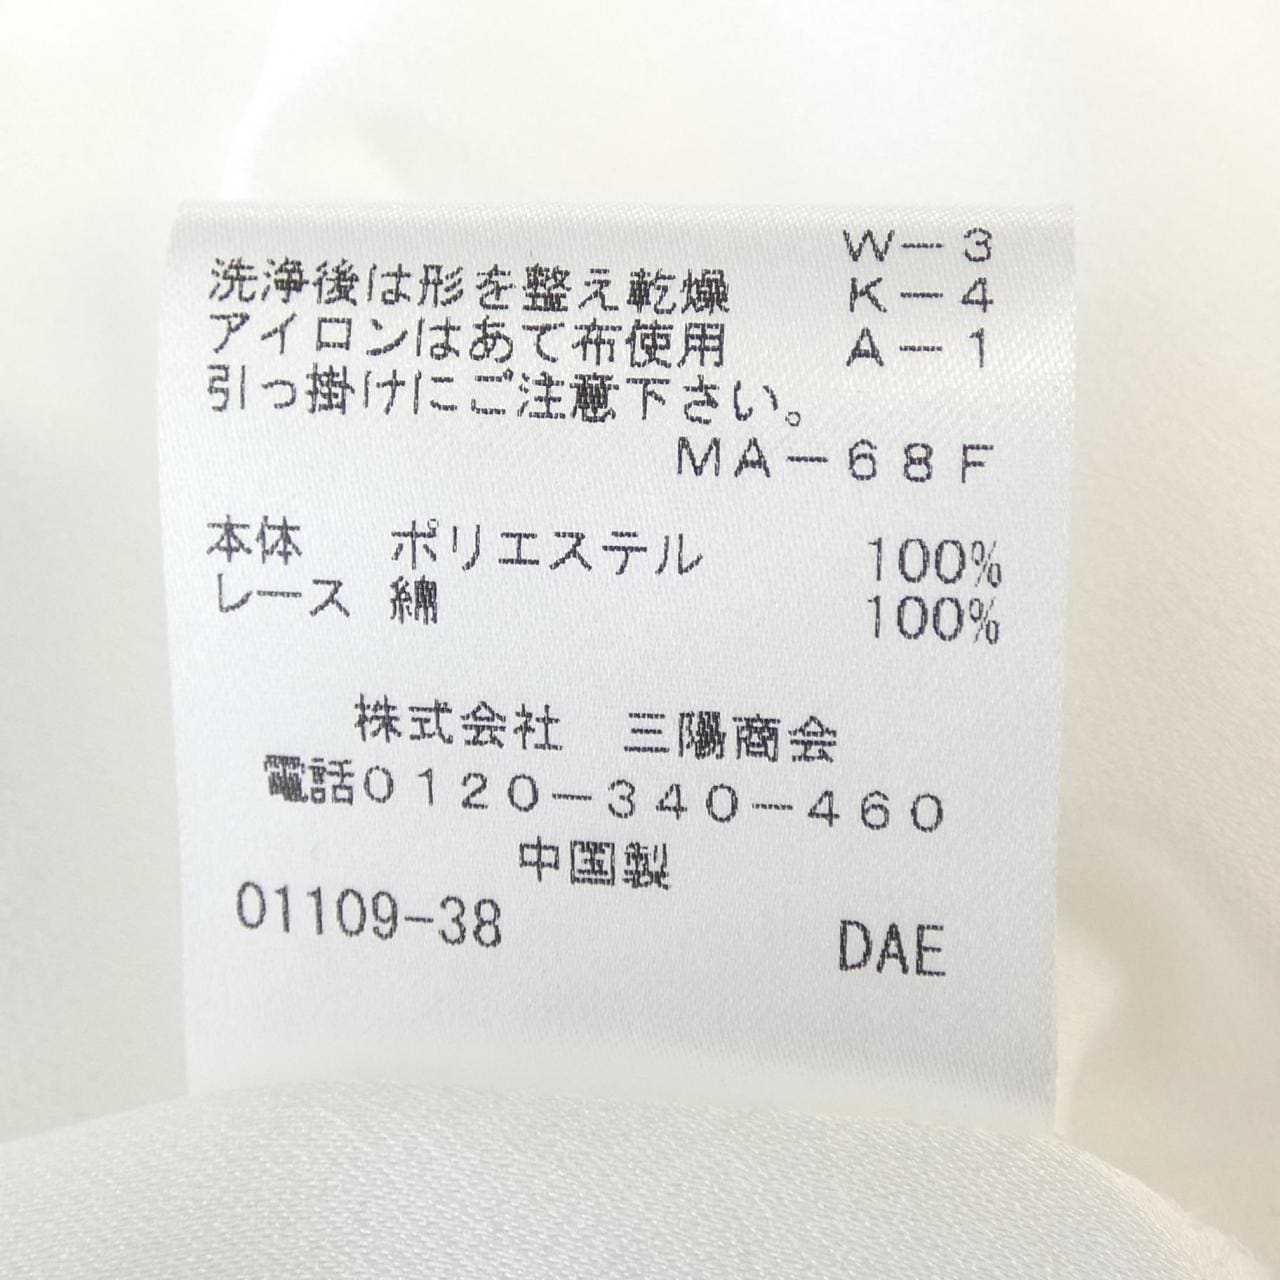 W-3
洗浄後は形を整え乾燥 K-4
アイロンはあて布使用 A-1
引っ掛けにご注意下さい。
MA-68F
本体 ポリエステル 100%
レース 綿 100%
株式会社 三陽商会
電話0120-340-460
中国製
01109-38 DAE